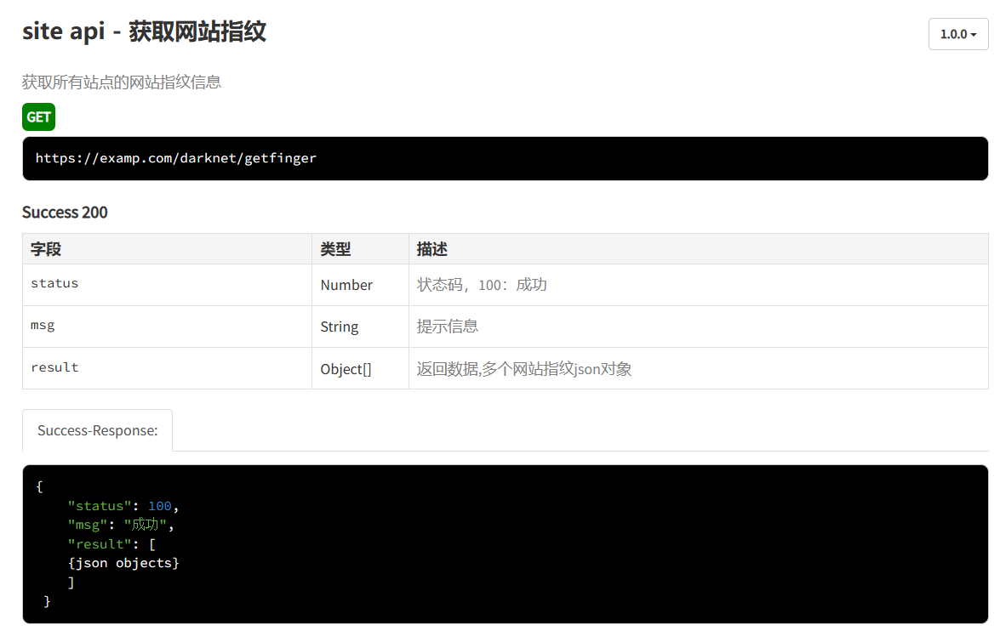 site api - 获取网站指纹
1.0.0
获取所有站点的网站指纹信息
GET
https://examp.com/darknet/getfinger
Success 200
字段 类型 描述
status Number 状态码，100：成功
msg String 提示信息
result Object[] 返回数据,多个网站指纹json对象
Success-Response:
{
"status": 100,
"msg": "成功",
"result": [
{json objects}
]
}